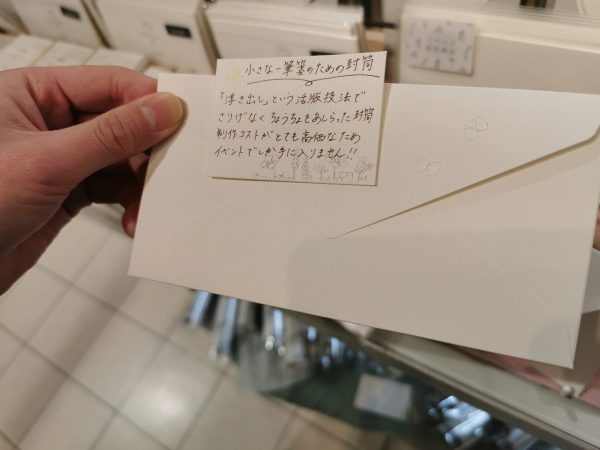 小さな一筆箋のための封筒
「浮き出し」という活版技法で
さりげなくちょうちょをあしらった封筒
制作コストがとても高価なため
イベントでしか手に入りません!!